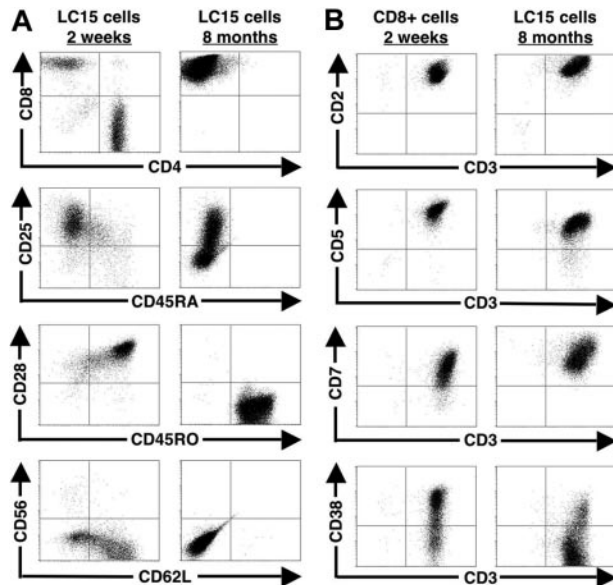 A
LC15 cells
2 weeks
LC15 cells
8 months
CD8
CD4
CD25
CD45RA
CD28
CD45RO
CD56
CD62L
B
CD8+ cells
2 weeks
LC15 cells
8 months
CD2
CD3
CD5
CD3
CD7
CD3
CD38
CD3